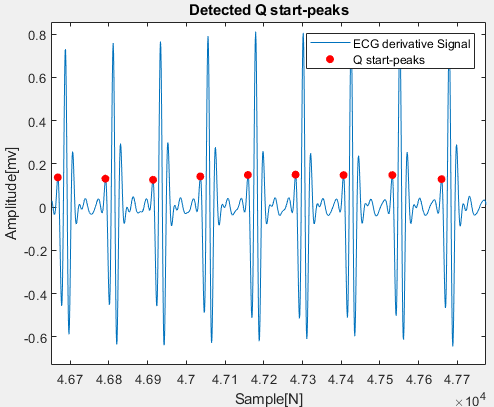 Detected Q start-peaks
ECG derivative Signal
Q start-peaks
Amplitude[mv]
0.8
0.6
0.4
0.2
0
-0.2
-0.4
-0.6
4.67 4.68 4.69 4.7 4.71 4.72 4.73 4.74 4.75 4.76 4.77
Sample[N]
×10⁴